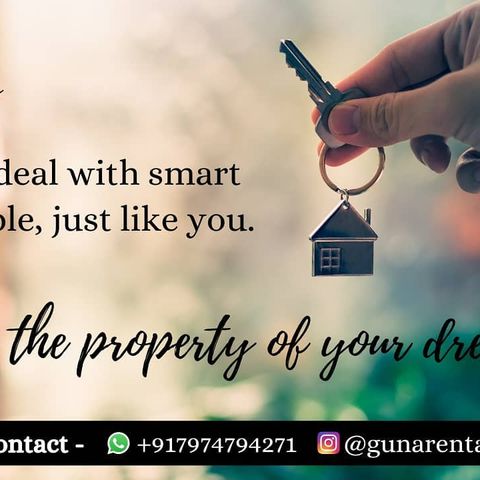 deal with smart
ple, just like you.
the property of your dre
ontact - +917974794271 @gunarenta